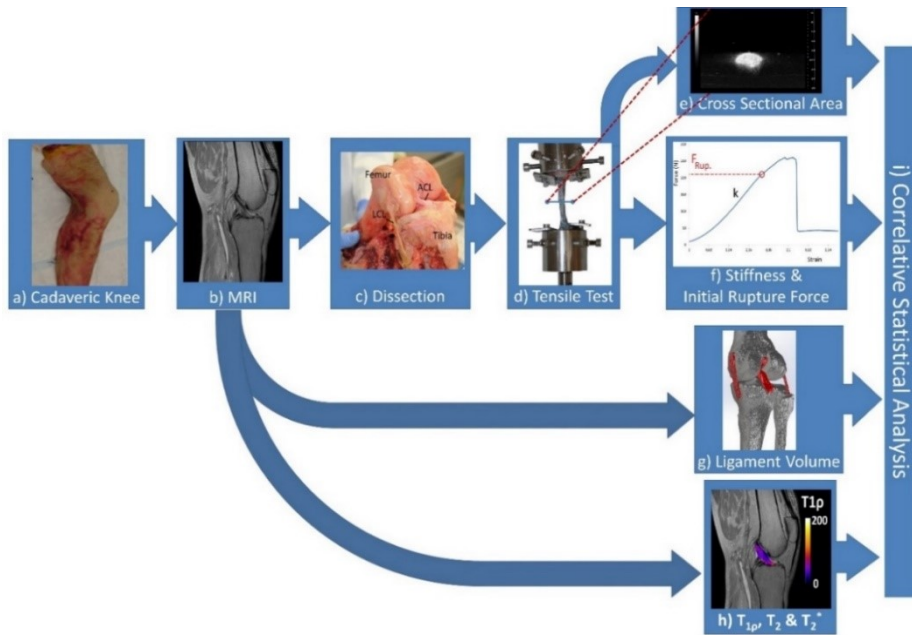 a) Cadaveric Knee
b) MRI
Femur
ACL
LCL
Tibia
c) Dissection
d) Tensile Test
e) Cross Sectional Area
Force (N)
F_Rup.
k
Strain
f) Stiffness &
Initial Rupture Force
g) Ligament Volume
T1ρ
200
0
h) T₁ρ, T₂ & T₂*
i) Correlative Statistical Analysis